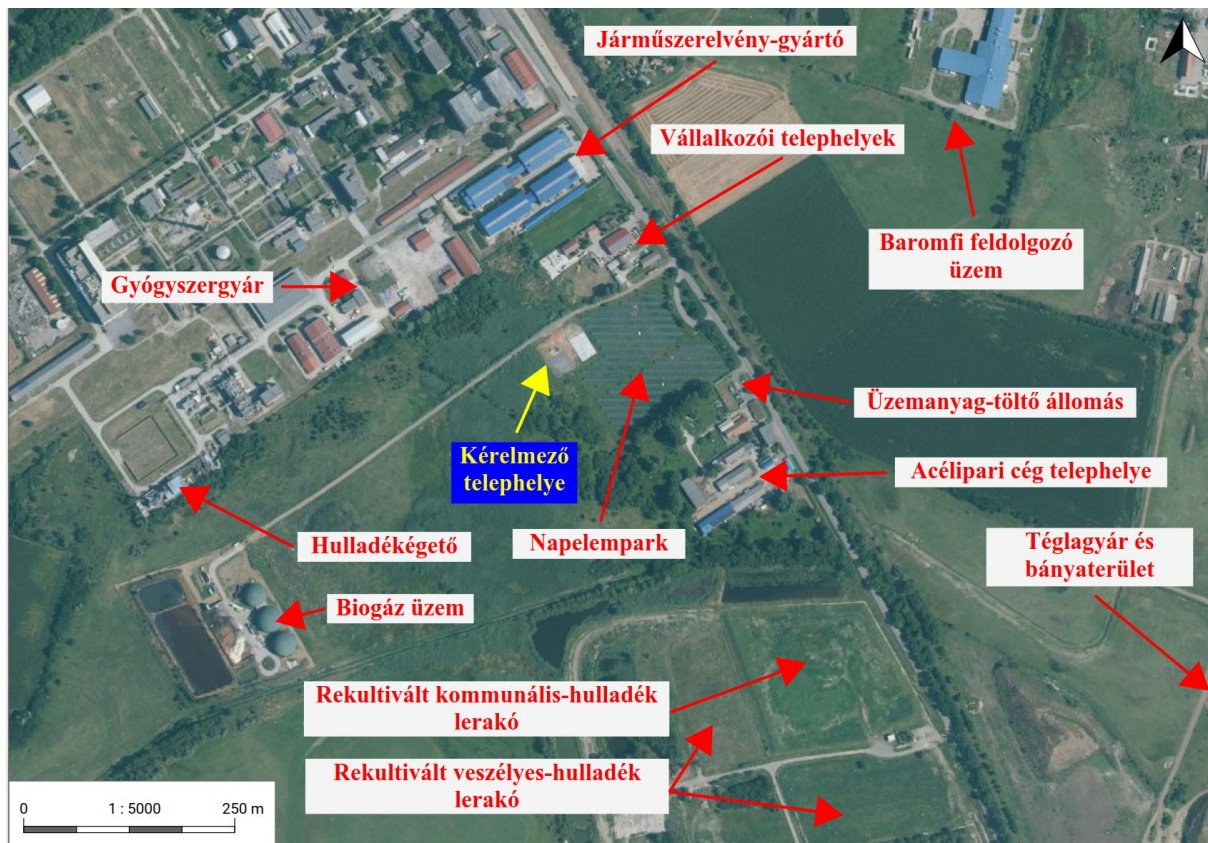 Járműszerelvény-gyártó
Vállalkozói telephelyek
Baromfi feldolgozó
üzem
Gyógyszergyár
Üzemanyag-töltő állomás
Kérelmező
telephelye
Acélipari cég telephelye
Napelempark
Hulladékégető
Téglagyár és
bányaterület
Biogáz üzem
Rekultivált kommunális-hulladék
lerakó
Rekultivált veszélyes-hulladék
lerakó
0 1 : 5000 250 m